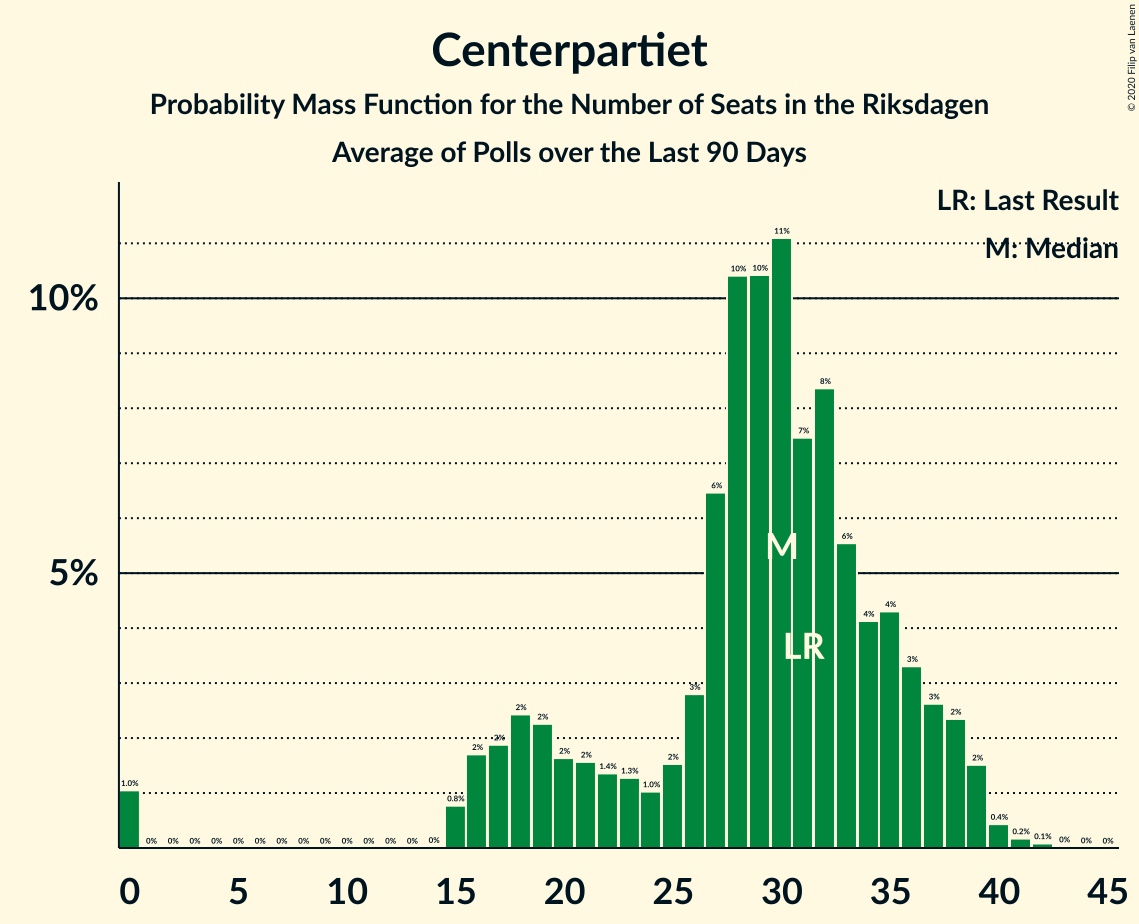 Centerpartiet
Probability Mass Function for the Number of Seats in the Riksdagen
Average of Polls over the Last 90 Days
© 2020 Filip van Laenen
LR: Last Result
M: Median
10%
5%
1.0% 0% 0% 0% 0% 0% 0% 0% 0% 0% 0% 0% 0% 0% 0% 0.8% 2% 2% 2% 2% 2% 2% 1.4% 1.3% 1.0% 2% 3% 6% 10% 10% 11% 7% 8% 6% 4% 4% 3% 3% 2% 2% 0.4% 0.2% 0.1% 0% 0% 0%
M
LR
0 5 10 15 20 25 30 35 40 45